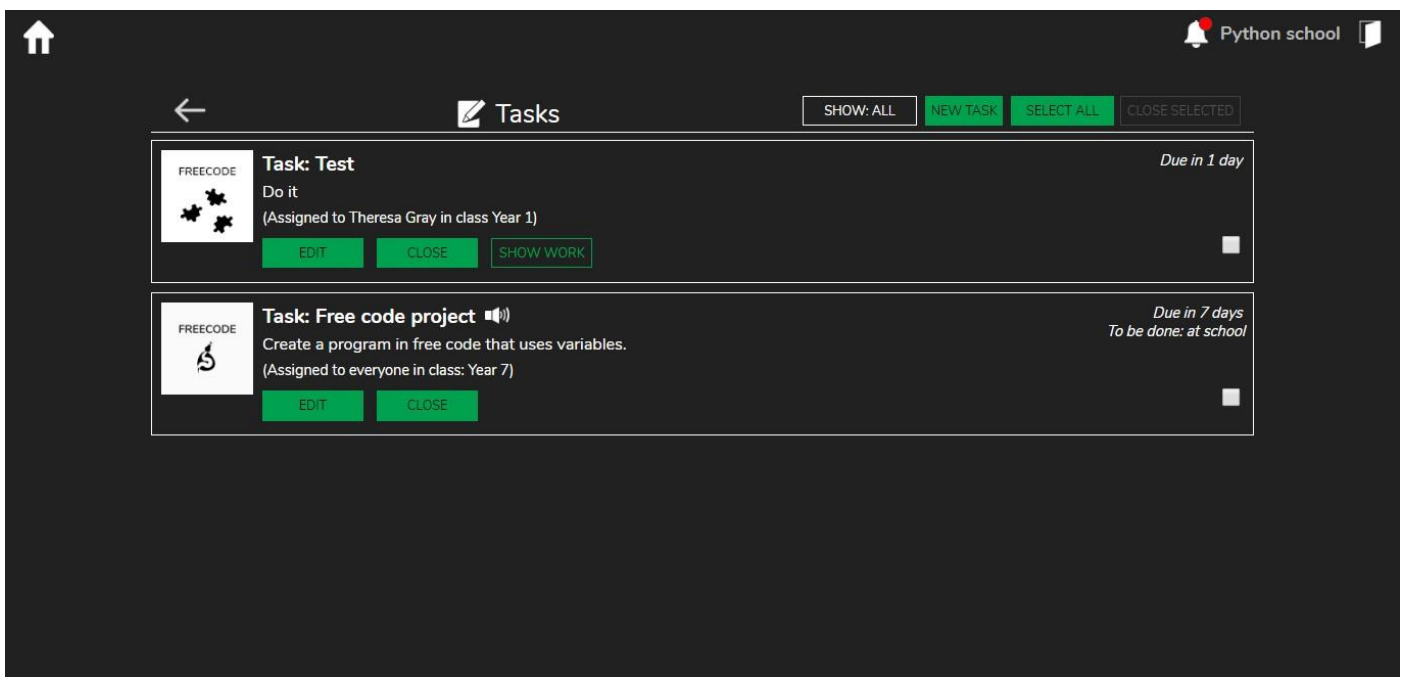 Python school
Tasks
SHOW: ALL
NEW TASK
SELECT ALL
CLOSE SELECTED
FREECODE
Task: Test
Due in 1 day
Do it
(Assigned to Theresa Gray in class Year 1)
EDIT
CLOSE
SHOW WORK
FREECODE
Task: Free code project
Due in 7 days
To be done: at school
Create a program in free code that uses variables.
(Assigned to everyone in class: Year 7)
EDIT
CLOSE